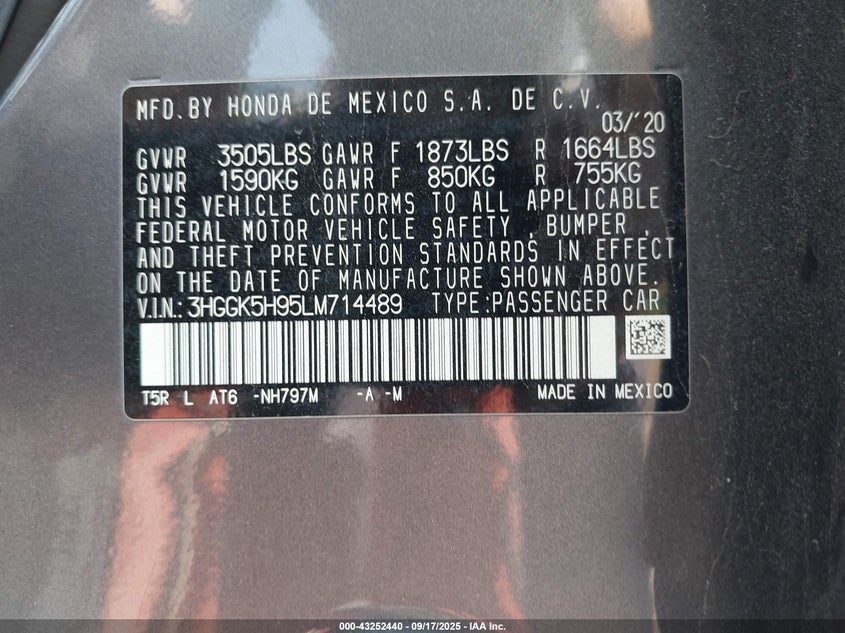 MFD.BY HONDA DE MEXICO S.A. DE C.V.
03/'20
GVWR 3505LBS GAWR F 1873LBS R 1664LBS
GVWR 1590KG GAWR F 850KG R 755KG
THIS VEHICLE CONFORMS TO ALL APPLICABLE
FEDERAL MOTOR VEHICLE SAFETY , BUMPER ,
AND THEFT PREVENTION STANDARDS IN EFFECT
ON THE DATE OF MANUFACTURE SHOWN ABOVE.
V.I.N.:3HGGK5H95LM714489 TYPE:PASSENGER CAR
T5R L AT6 -NH797M -A -M MADE IN MEXICO
000-43252440 - 09/17/2025 - IAA Inc.